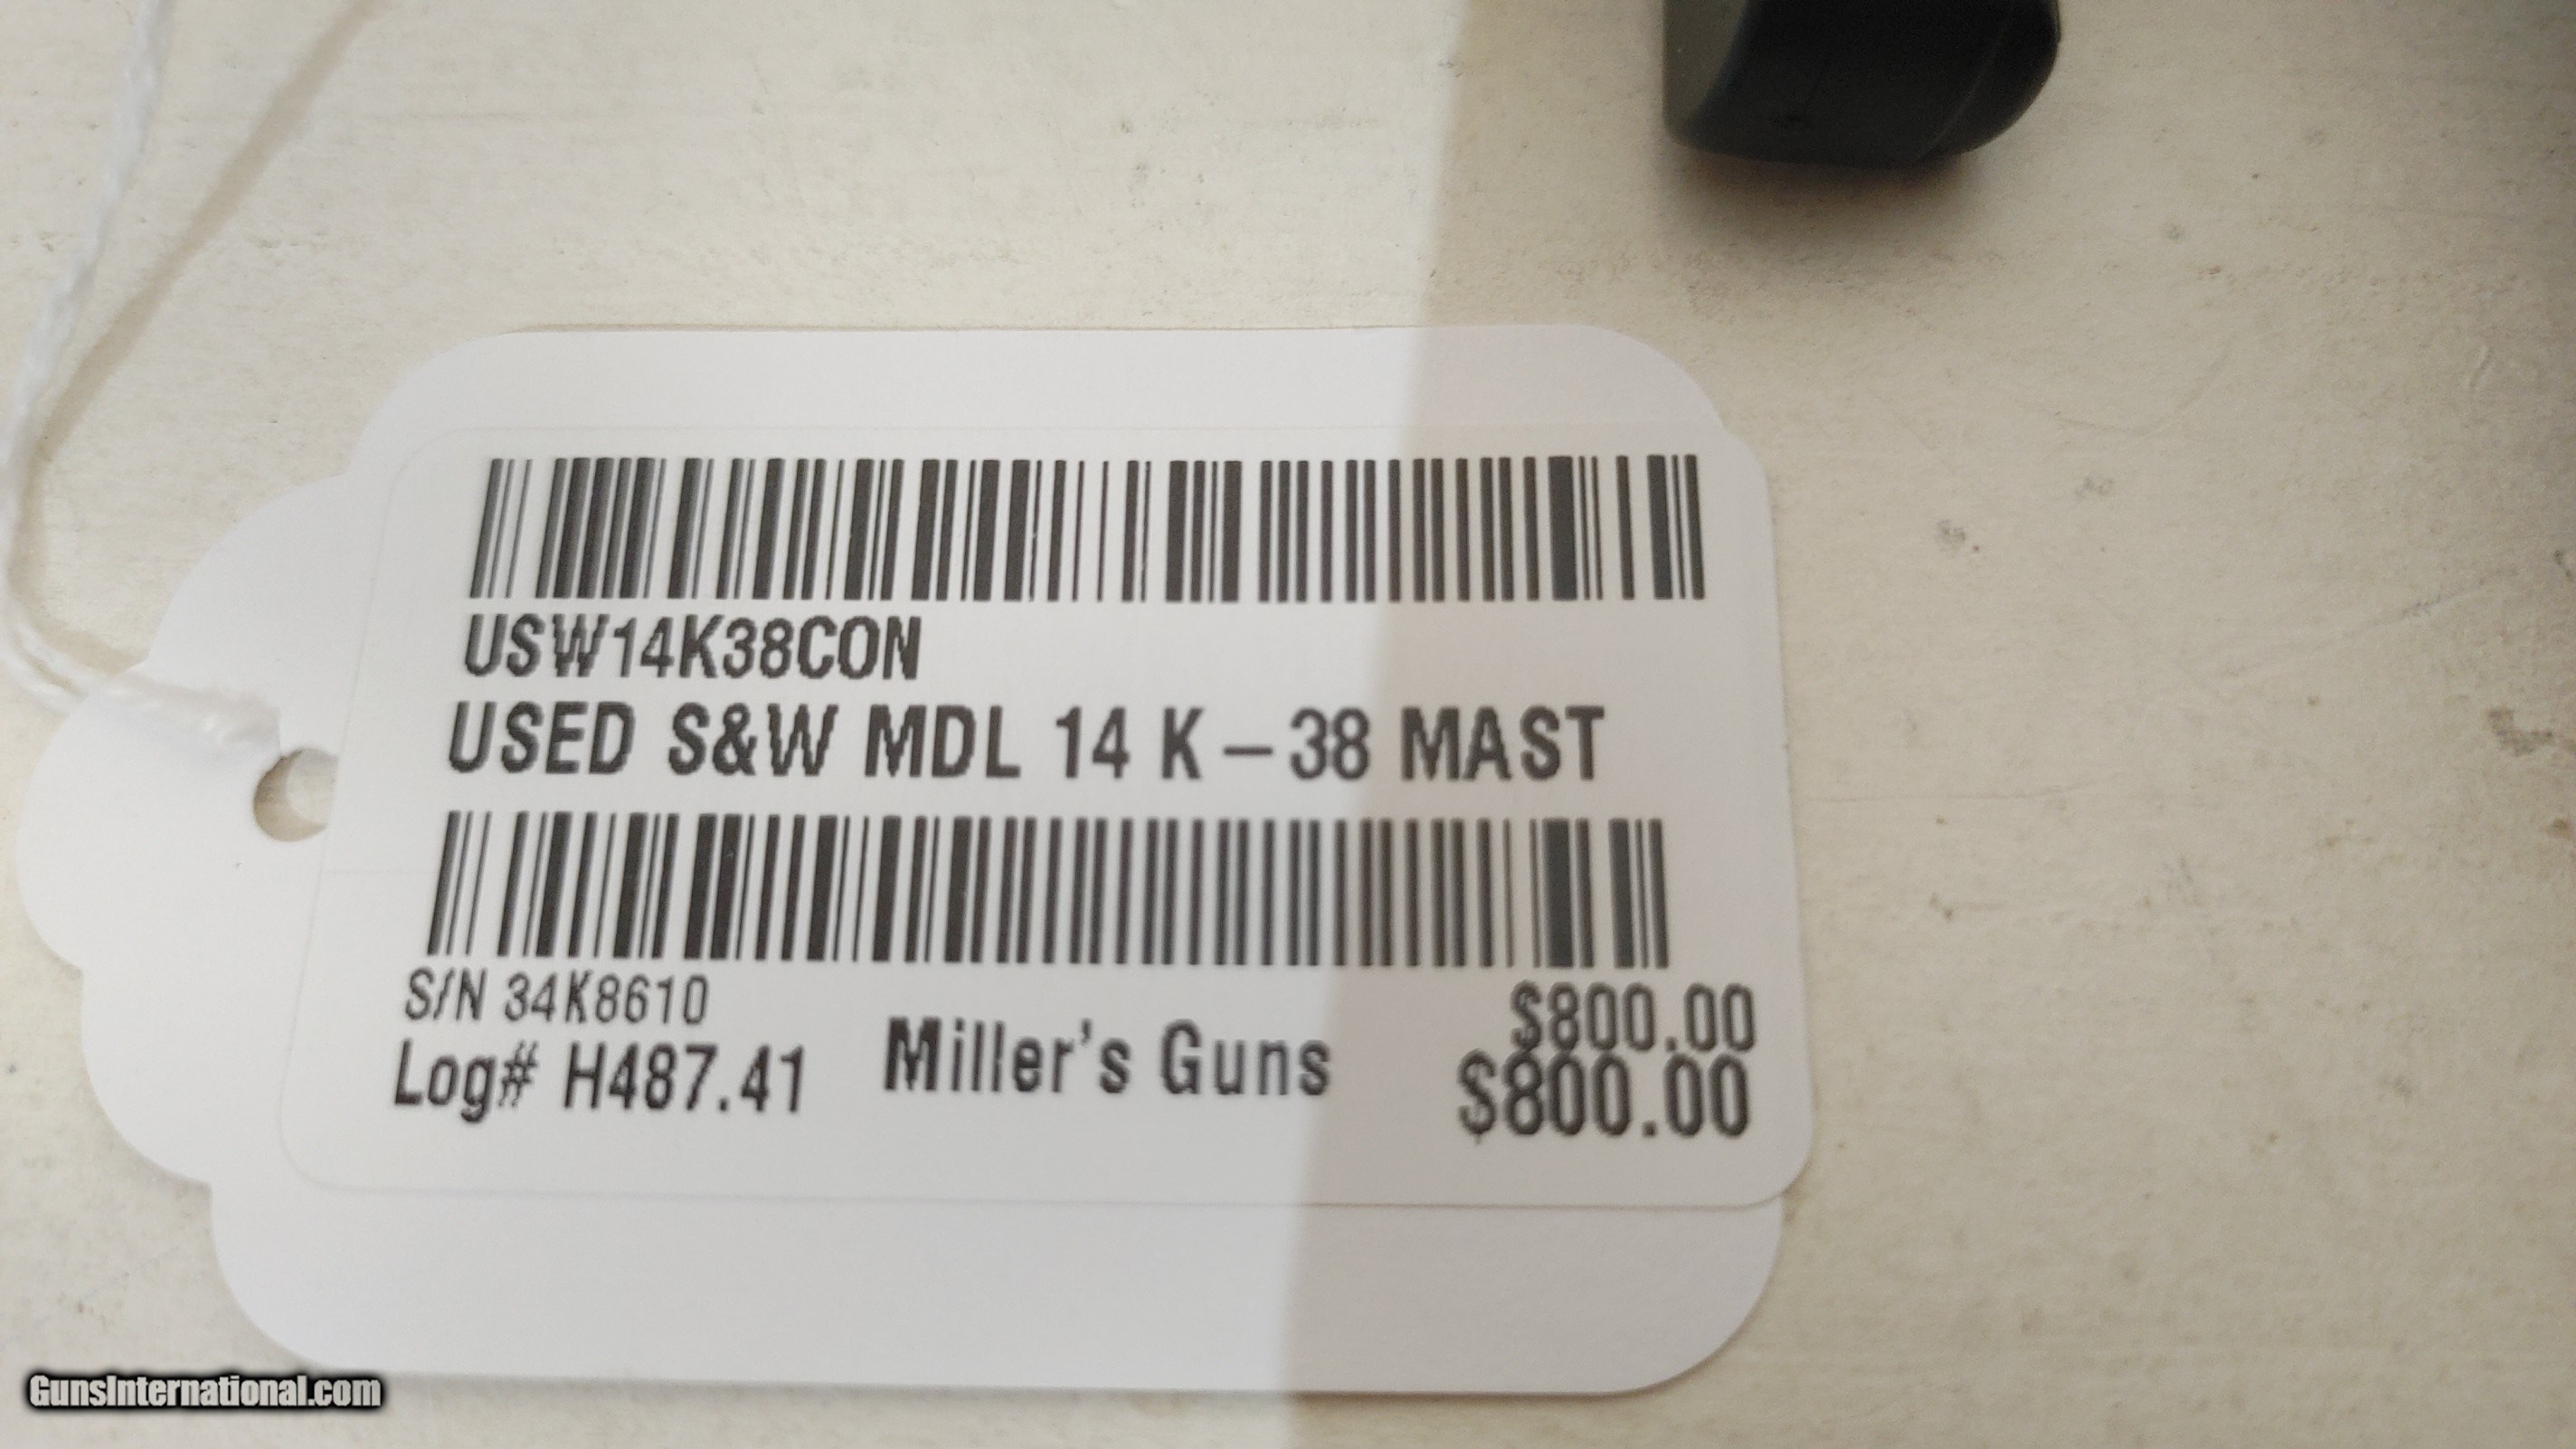 USW14K38CON
USED S&W MDL 14 K-38 MAST
S/N 34K8610
$800.00
Log# H487.41 Miller's Guns $800.00
GunsInternational.com